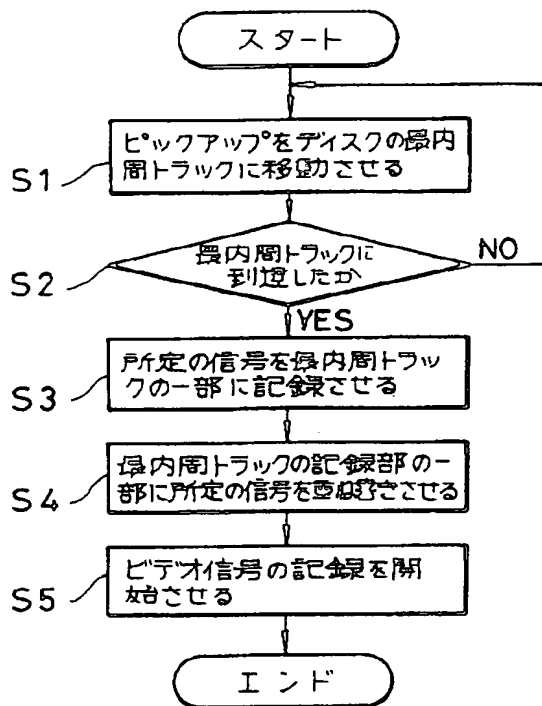 スタート
S1
ピックアップをディスクの最内
周トラックに移動させる
S2
最内周トラックに
到達したか
NO
YES
S3
所定の信号を最内周トラッ
クの一部に記録させる
S4
最内周トラックの記録部の一
部に所定の信号を重ね書きさせる
S5
ビデオ信号の記録を開
始させる
エンド